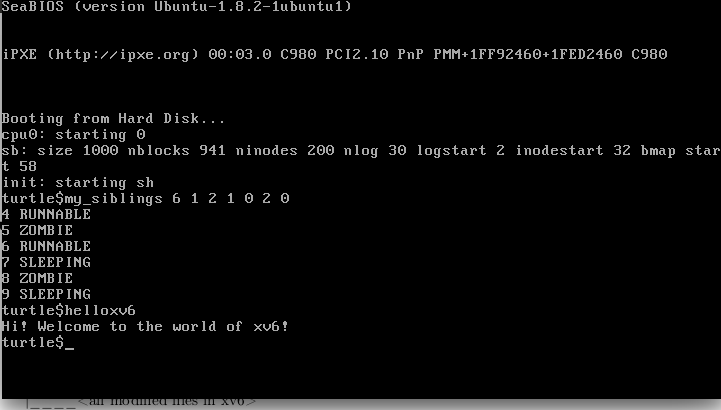 SeaBIOS (version Ubuntu-1.8.2-1ubuntu1)
iPXE (http://ipxe.org) 00:03.0 C980 PCI2.10 PnP PMM+1FF92460+1FED2460 C980
Booting from Hard Disk...
cpu0: starting 0
sb: size 1000 nblocks 941 ninodes 200 nlog 30 logstart 2 inodestart 32 bmap star
t 58
init: starting sh
turtle$my_siblings 6 1 2 1 0 2 0
4 RUNNABLE
5 ZOMBIE
6 RUNNABLE
7 SLEEPING
8 ZOMBIE
9 SLEEPING
turtle$helloxv6
Hi! Welcome to the world of xv6!
turtle$_
|____<all modified files in xv6>